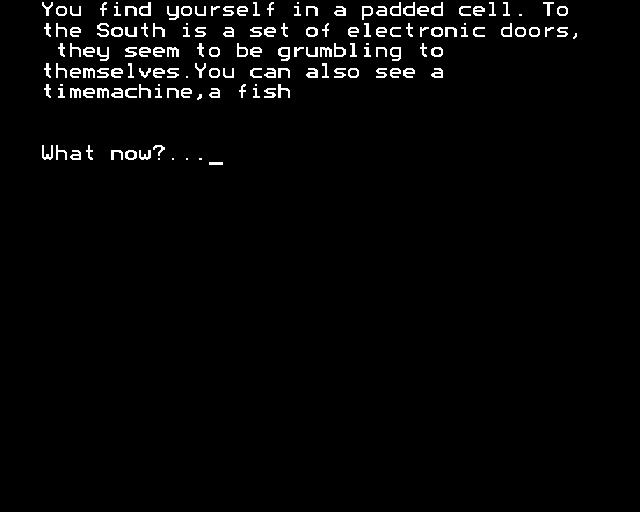 You find yourself in a padded cell. To
the South is a set of electronic doors,
they seem to be grumbling to
themselves.You can also see a
timemachine,a fish
What now?..._